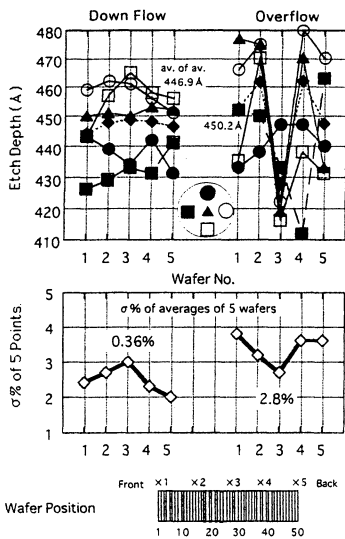 Down Flow Overflow
480
470
460
450
440
430
420
410
Etch Depth (Å)
av. of av.
446.9Å
450.2Å
1 2 3 4 5 1 2 3 4 5
Wafer No.
σ% of averages of 5 wafers
5
4
3
2
1
σ% of 5 Points.
0.36%
2.8%
1 2 3 4 5 1 2 3 4 5
Front ×1 ×2 ×3 ×4 ×5 Back
Wafer Position
1 10 20 30 40 50